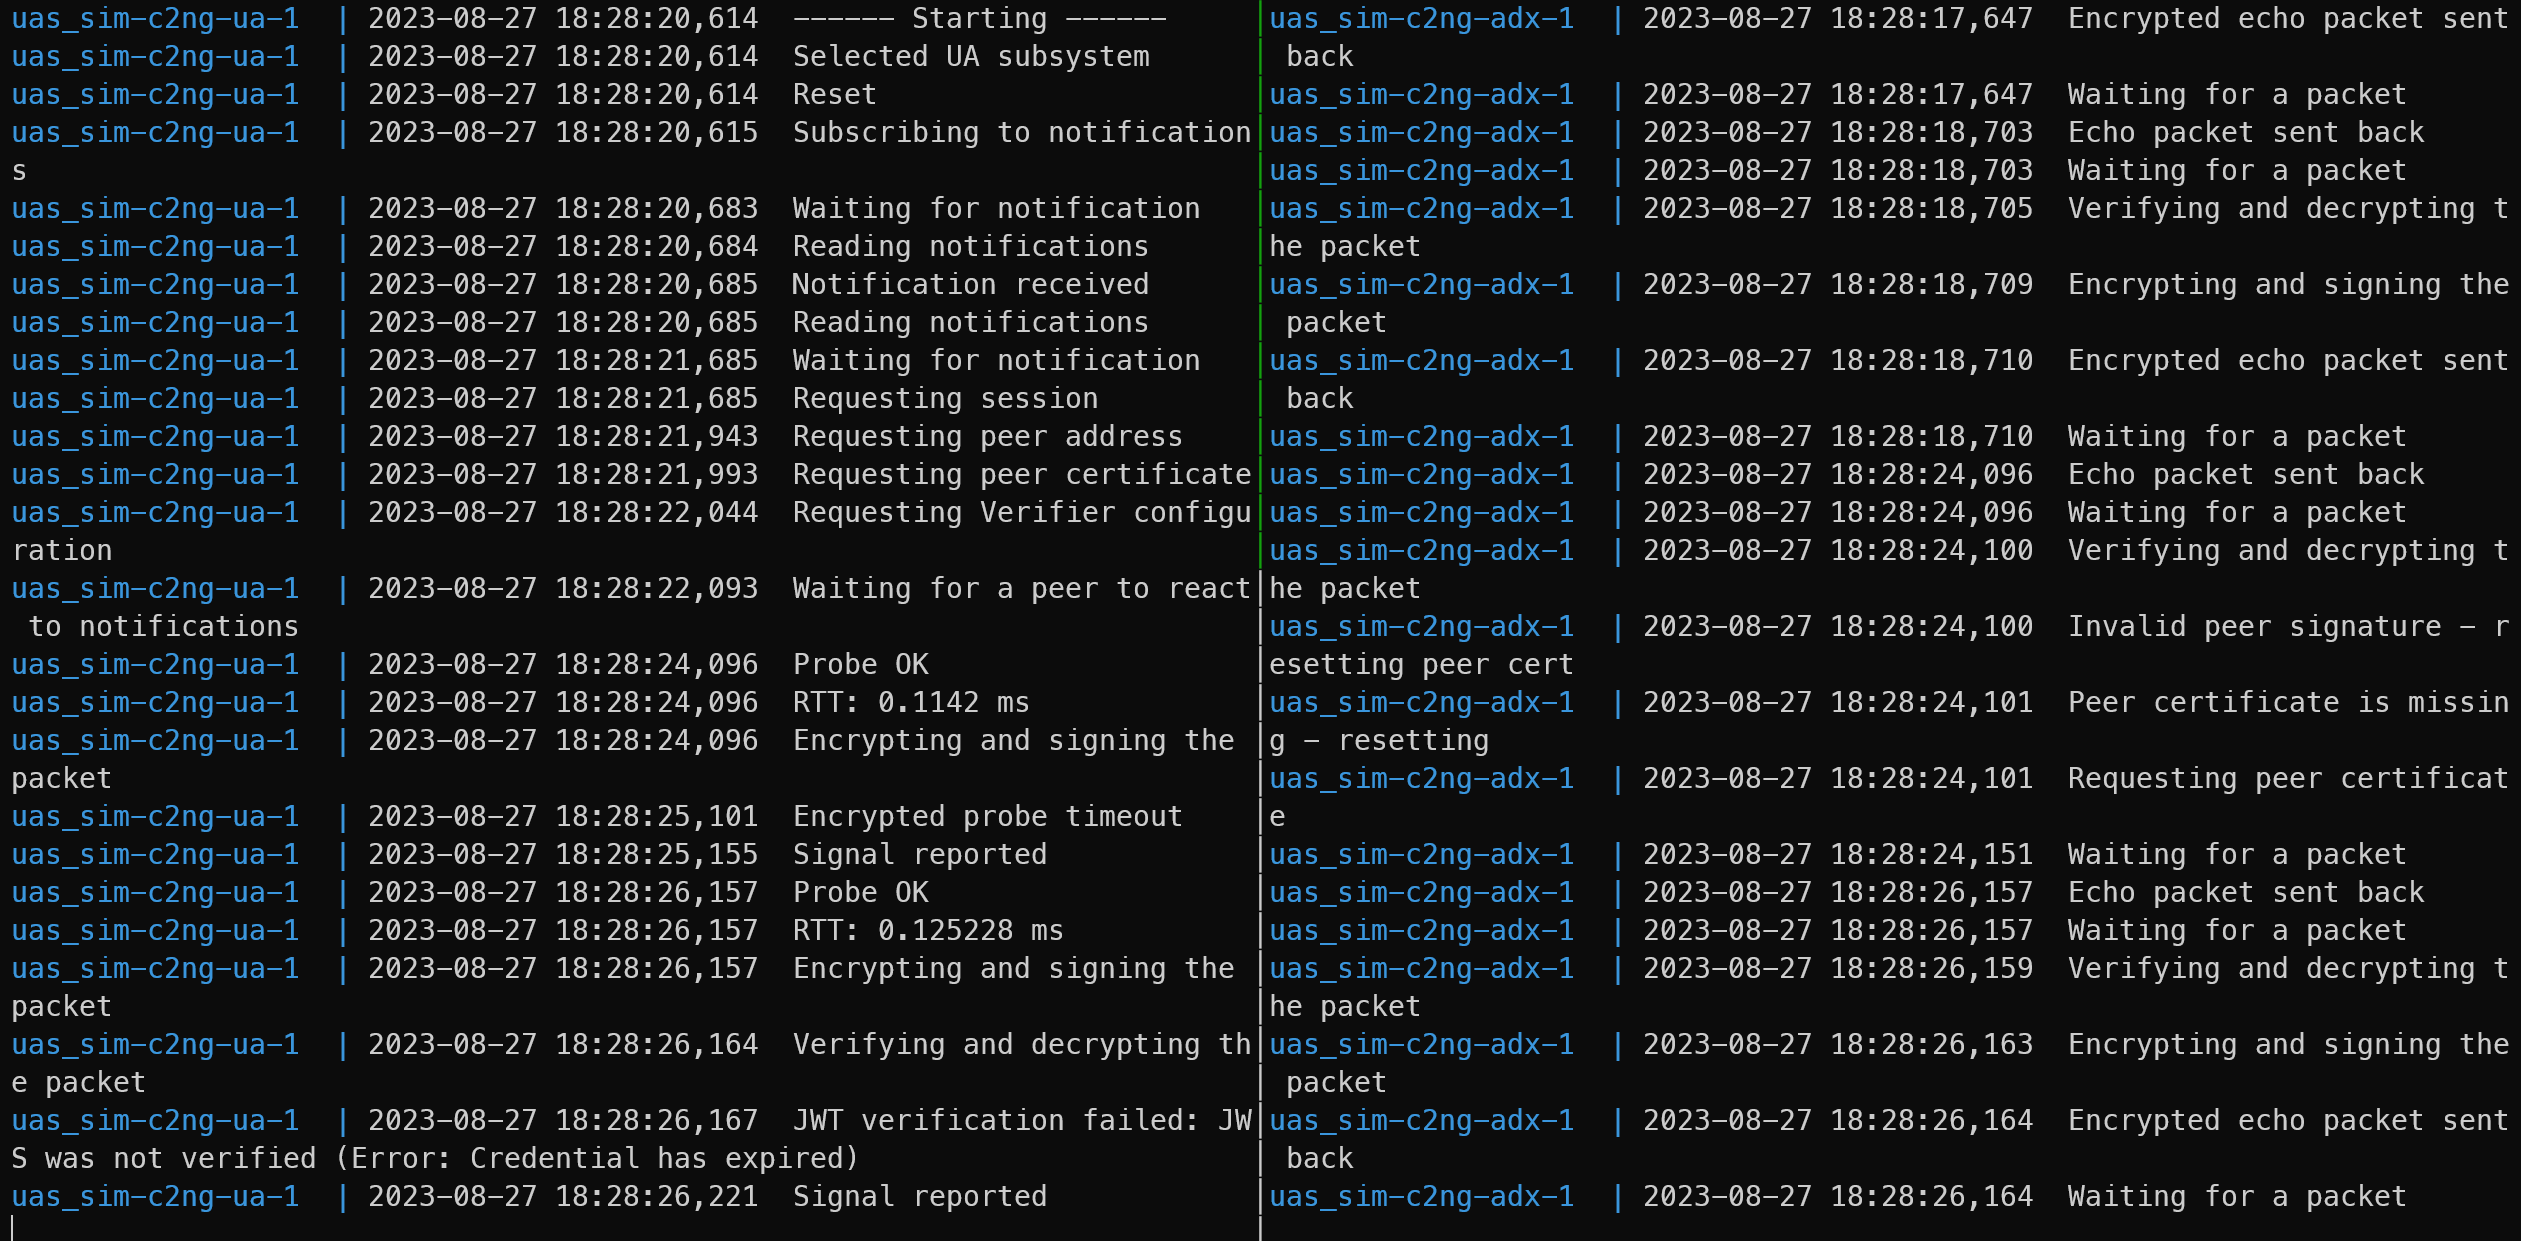 uas_sim-c2ng-ua-1  | 2023-08-27 18:28:20,614  ------ Starting ------
uas_sim-c2ng-ua-1  | 2023-08-27 18:28:20,614  Selected UA subsystem
uas_sim-c2ng-ua-1  | 2023-08-27 18:28:20,614  Reset
uas_sim-c2ng-ua-1  | 2023-08-27 18:28:20,615  Subscribing to notification
s
uas_sim-c2ng-ua-1  | 2023-08-27 18:28:20,683  Waiting for notification
uas_sim-c2ng-ua-1  | 2023-08-27 18:28:20,684  Reading notifications
uas_sim-c2ng-ua-1  | 2023-08-27 18:28:20,685  Notification received
uas_sim-c2ng-ua-1  | 2023-08-27 18:28:20,685  Reading notifications
uas_sim-c2ng-ua-1  | 2023-08-27 18:28:21,685  Waiting for notification
uas_sim-c2ng-ua-1  | 2023-08-27 18:28:21,685  Requesting session
uas_sim-c2ng-ua-1  | 2023-08-27 18:28:21,943  Requesting peer address
uas_sim-c2ng-ua-1  | 2023-08-27 18:28:21,993  Requesting peer certificate
uas_sim-c2ng-ua-1  | 2023-08-27 18:28:22,044  Requesting Verifier configu
ration
uas_sim-c2ng-ua-1  | 2023-08-27 18:28:22,093  Waiting for a peer to react
 to notifications
uas_sim-c2ng-ua-1  | 2023-08-27 18:28:24,096  Probe OK
uas_sim-c2ng-ua-1  | 2023-08-27 18:28:24,096  RTT: 0.1142 ms
uas_sim-c2ng-ua-1  | 2023-08-27 18:28:24,096  Encrypting and signing the
packet
uas_sim-c2ng-ua-1  | 2023-08-27 18:28:25,101  Encrypted probe timeout
uas_sim-c2ng-ua-1  | 2023-08-27 18:28:25,155  Signal reported
uas_sim-c2ng-ua-1  | 2023-08-27 18:28:26,157  Probe OK
uas_sim-c2ng-ua-1  | 2023-08-27 18:28:26,157  RTT: 0.125228 ms
uas_sim-c2ng-ua-1  | 2023-08-27 18:28:26,157  Encrypting and signing the
packet
uas_sim-c2ng-ua-1  | 2023-08-27 18:28:26,164  Verifying and decrypting th
e packet
uas_sim-c2ng-ua-1  | 2023-08-27 18:28:26,167  JWT verification failed: JW
S was not verified (Error: Credential has expired)
uas_sim-c2ng-ua-1  | 2023-08-27 18:28:26,221  Signal reported
uas_sim-c2ng-adx-1  | 2023-08-27 18:28:17,647  Encrypted echo packet sent
 back
uas_sim-c2ng-adx-1  | 2023-08-27 18:28:17,647  Waiting for a packet
uas_sim-c2ng-adx-1  | 2023-08-27 18:28:18,703  Echo packet sent back
uas_sim-c2ng-adx-1  | 2023-08-27 18:28:18,703  Waiting for a packet
uas_sim-c2ng-adx-1  | 2023-08-27 18:28:18,705  Verifying and decrypting t
he packet
uas_sim-c2ng-adx-1  | 2023-08-27 18:28:18,709  Encrypting and signing the
 packet
uas_sim-c2ng-adx-1  | 2023-08-27 18:28:18,710  Encrypted echo packet sent
 back
uas_sim-c2ng-adx-1  | 2023-08-27 18:28:18,710  Waiting for a packet
uas_sim-c2ng-adx-1  | 2023-08-27 18:28:24,096  Echo packet sent back
uas_sim-c2ng-adx-1  | 2023-08-27 18:28:24,096  Waiting for a packet
uas_sim-c2ng-adx-1  | 2023-08-27 18:28:24,100  Verifying and decrypting t
he packet
uas_sim-c2ng-adx-1  | 2023-08-27 18:28:24,100  Invalid peer signature - r
esetting peer cert
uas_sim-c2ng-adx-1  | 2023-08-27 18:28:24,101  Peer certificate is missin
g - resetting
uas_sim-c2ng-adx-1  | 2023-08-27 18:28:24,101  Requesting peer certificat
e
uas_sim-c2ng-adx-1  | 2023-08-27 18:28:24,151  Waiting for a packet
uas_sim-c2ng-adx-1  | 2023-08-27 18:28:26,157  Echo packet sent back
uas_sim-c2ng-adx-1  | 2023-08-27 18:28:26,157  Waiting for a packet
uas_sim-c2ng-adx-1  | 2023-08-27 18:28:26,159  Verifying and decrypting t
he packet
uas_sim-c2ng-adx-1  | 2023-08-27 18:28:26,163  Encrypting and signing the
 packet
uas_sim-c2ng-adx-1  | 2023-08-27 18:28:26,164  Encrypted echo packet sent
 back
uas_sim-c2ng-adx-1  | 2023-08-27 18:28:26,164  Waiting for a packet